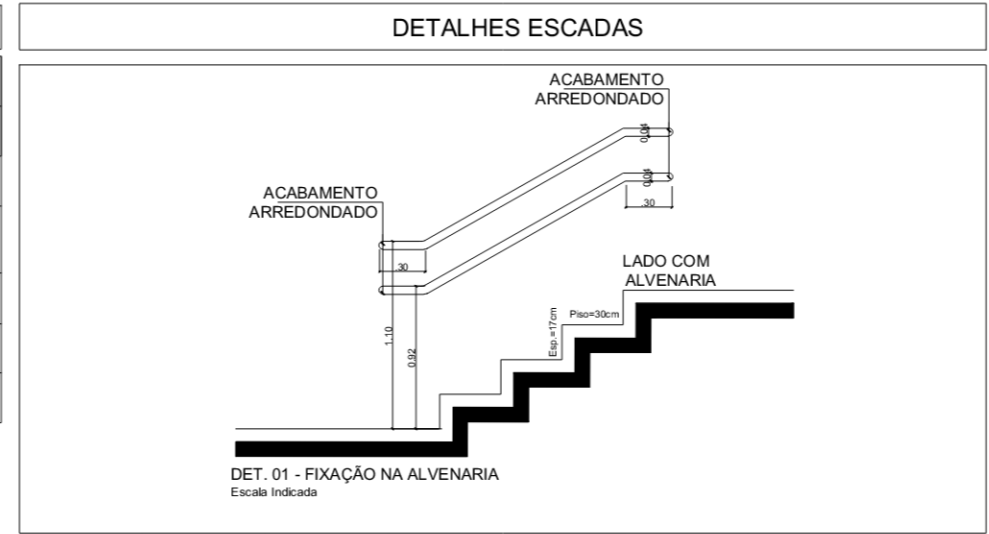 DETALHES ESCADAS
ACABAMENTO
ARREDONDADO
0.04
0.04
.30
ACABAMENTO
ARREDONDADO
.30
1.10
0.92
LADO COM
ALVENARIA
Piso=30cm
Esp.=17cm
DET. 01 - FIXAÇÃO NA ALVENARIA
Escala Indicada